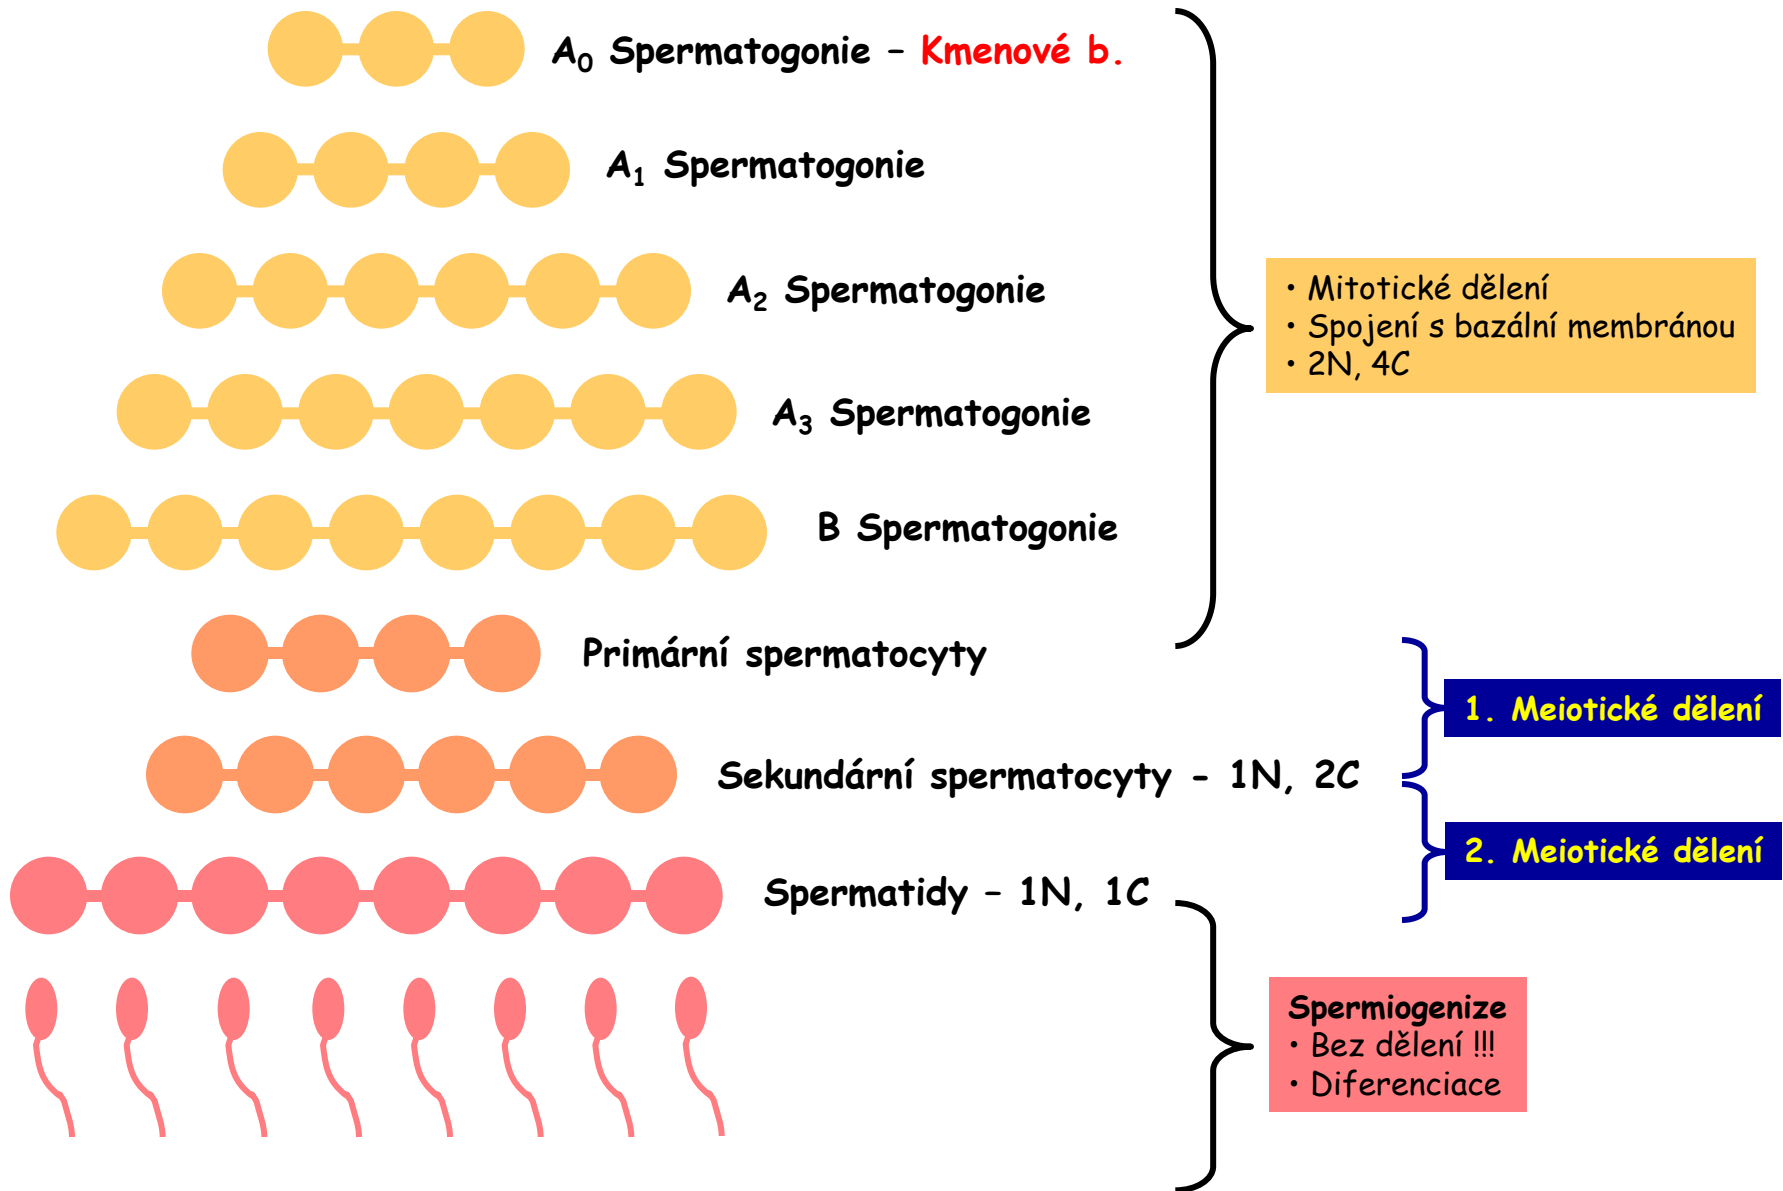 A₀ Spermatogonie – Kmenové b.
A₁ Spermatogonie
A₂ Spermatogonie
• Mitotické dělení
• Spojení s bazální membránou
• 2N, 4C
A₃ Spermatogonie
B Spermatogonie
Primární spermatocyty
1. Meiotické dělení
Sekundární spermatocyty - 1N, 2C
2. Meiotické dělení
Spermatidy – 1N, 1C
Spermiogenize
• Bez dělení !!!
• Diferenciace